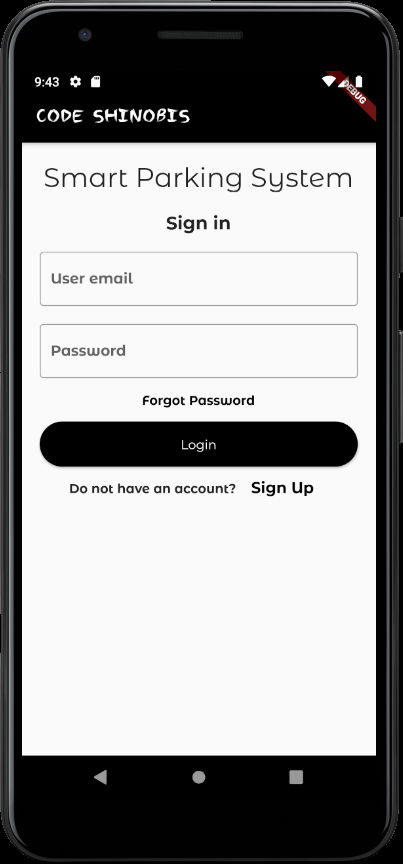 9:43
DEBUG
CODE SHINOBIS
Smart Parking System
Sign in
User email
Password
Forgot Password
Login
Do not have an account? Sign Up